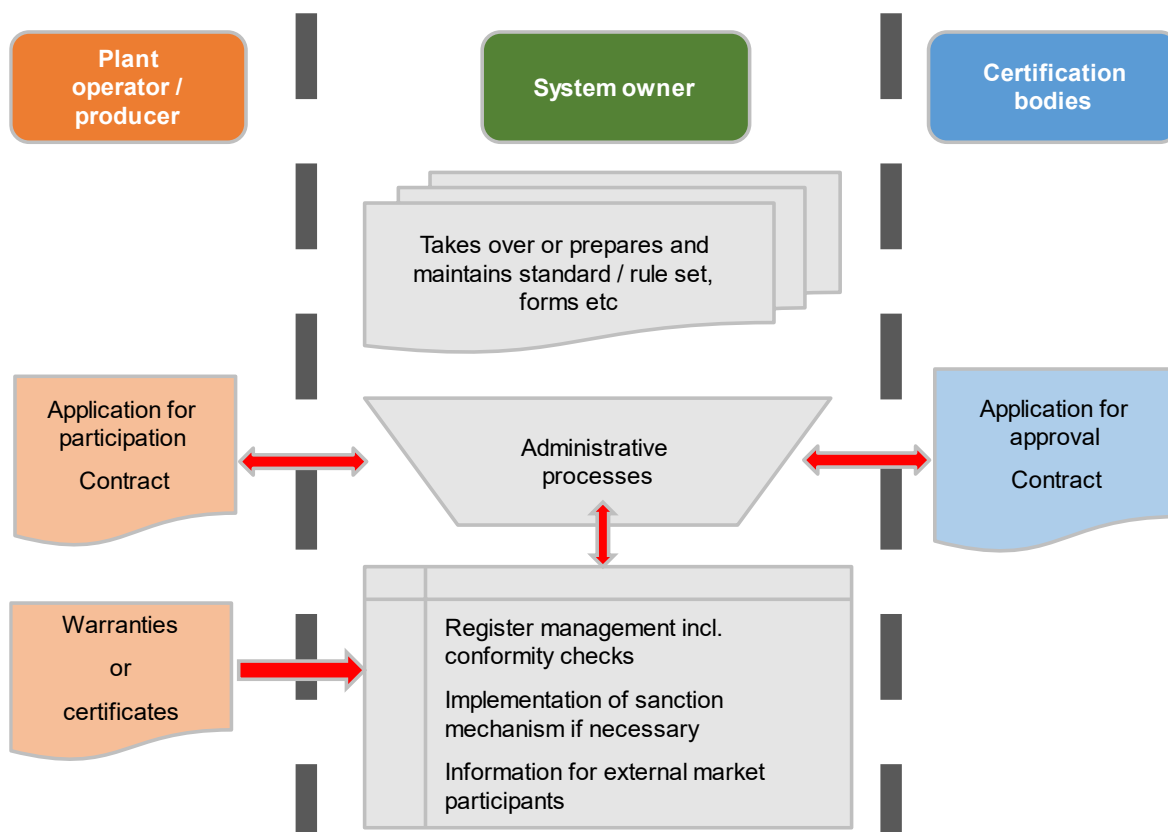 Plant
operator /
producer
System owner
Certification
bodies
Takes over or prepares and
maintains standard / rule set,
forms etc
Application for
participation
Contract
Administrative
processes
Application for
approval
Contract
Warranties
or
certificates
Register management incl.
conformity checks
Implementation of sanction
mechanism if necessary
Information for external market
participants